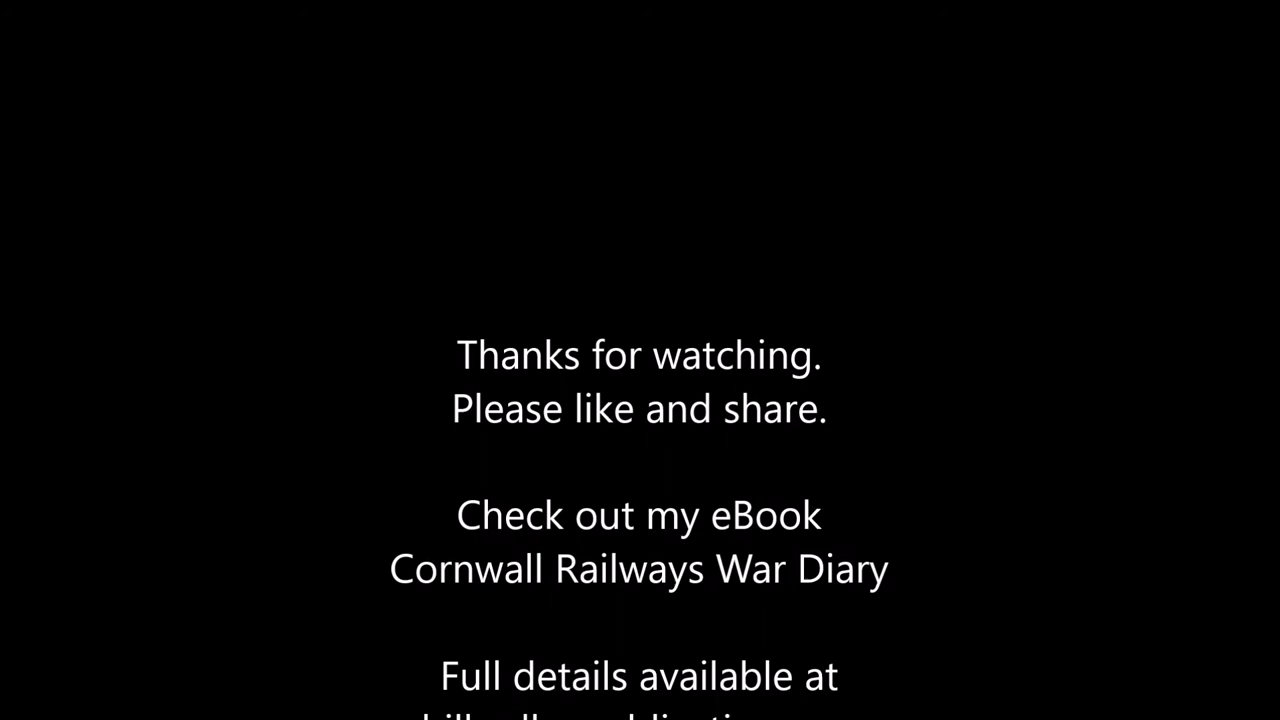 Thanks for watching.
Please like and share.
Check out my eBook
Cornwall Railways War Diary
Full details available at